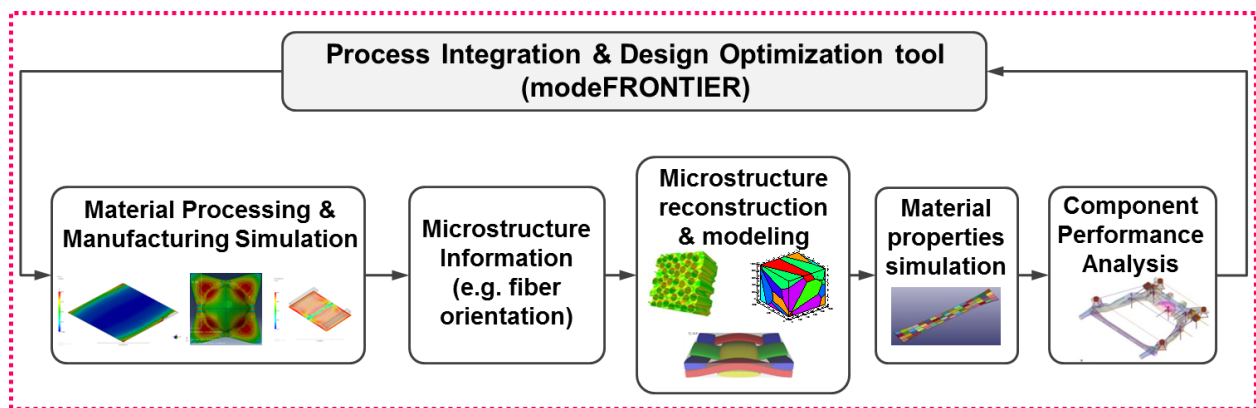 Process Integration & Design Optimization tool
(modeFRONTIER)
Material Processing &
Manufacturing Simulation
Microstructure
Information
(e.g. fiber
orientation)
Microstructure
reconstruction
& modeling
Material
properties
simulation
Component
Performance
Analysis